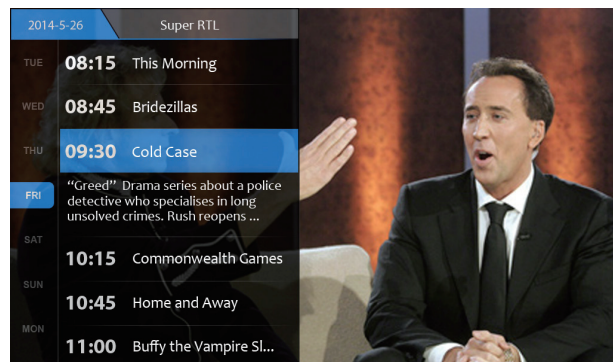 2014-5-26 Super RTL
TUE
08:15 This Morning
WED
08:45 Bridezillas
THU
09:30 Cold Case
FRI
“Greed” Drama series about a police
detective who specialises in long
unsolved crimes. Rush reopens ...
SAT
10:15 Commonwealth Games
SUN
10:45 Home and Away
MON
11:00 Buffy the Vampire Sl...